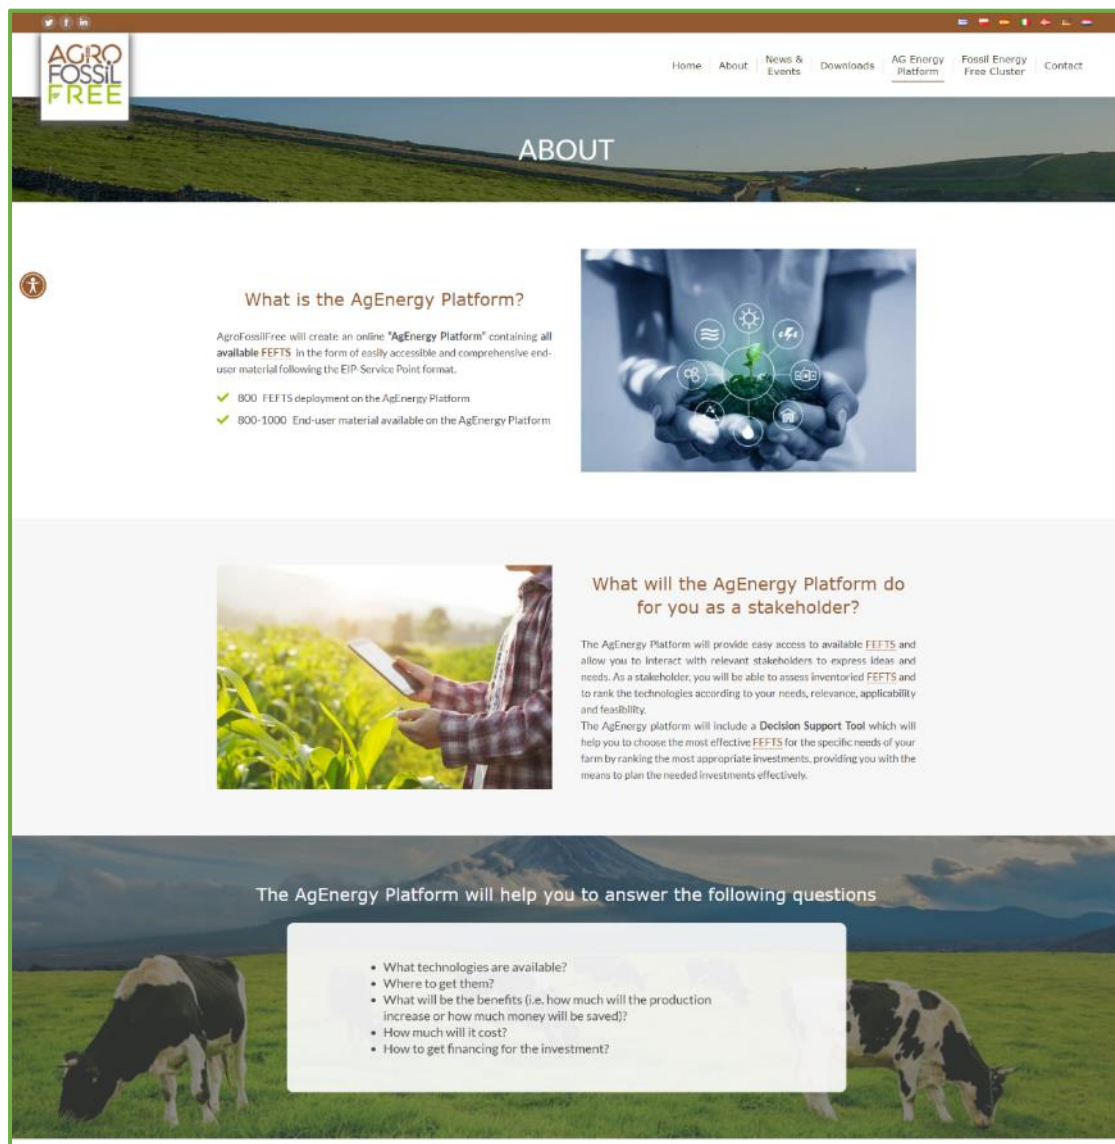 AGRO
FOSSIL
FREE
Home
About
News &
Events
Downloads
AG Energy
Platform
Fossil Energy
Free Cluster
Contact
ABOUT
What is the AgEnergy Platform?
AgroFossilFree will create an online "AgEnergy Platform" containing all
available FEFTS in the form of easily accessible and comprehensive end-
user material following the EIP-Service Point format.
800 FEFTS deployment on the AgEnergy Platform
800-1000 End-user material available on the AgEnergy Platform
What will the AgEnergy Platform do
for you as a stakeholder?
The AgEnergy Platform will provide easy access to available FEFTS and
allow you to interact with relevant stakeholders to express ideas and
needs. As a stakeholder, you will be able to assess inventoried FEFTS and
to rank the technologies according to your needs, relevance, applicability
and feasibility.
The AgEnergy platform will include a Decision Support Tool which will
help you to choose the most effective FEFTS for the specific needs of your
farm by ranking the most appropriate investments, providing you with the
means to plan the needed investments effectively.
The AgEnergy Platform will help you to answer the following questions
• What technologies are available?
• Where to get them?
• What will be the benefits (i.e. how much will the production
increase or how much money will be saved)?
• How much will it cost?
• How to get financing for the investment?